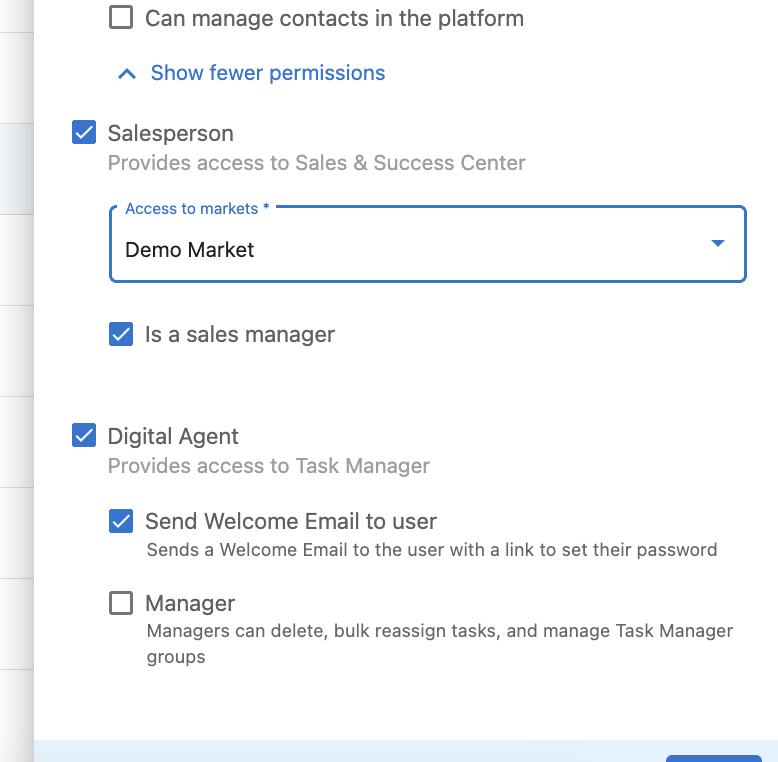 Can manage contacts in the platform
Show fewer permissions
Salesperson
Provides access to Sales & Success Center
Access to markets *
Demo Market
Is a sales manager
Digital Agent
Provides access to Task Manager
Send Welcome Email to user
Sends a Welcome Email to the user with a link to set their password
Manager
Managers can delete, bulk reassign tasks, and manage Task Manager
groups